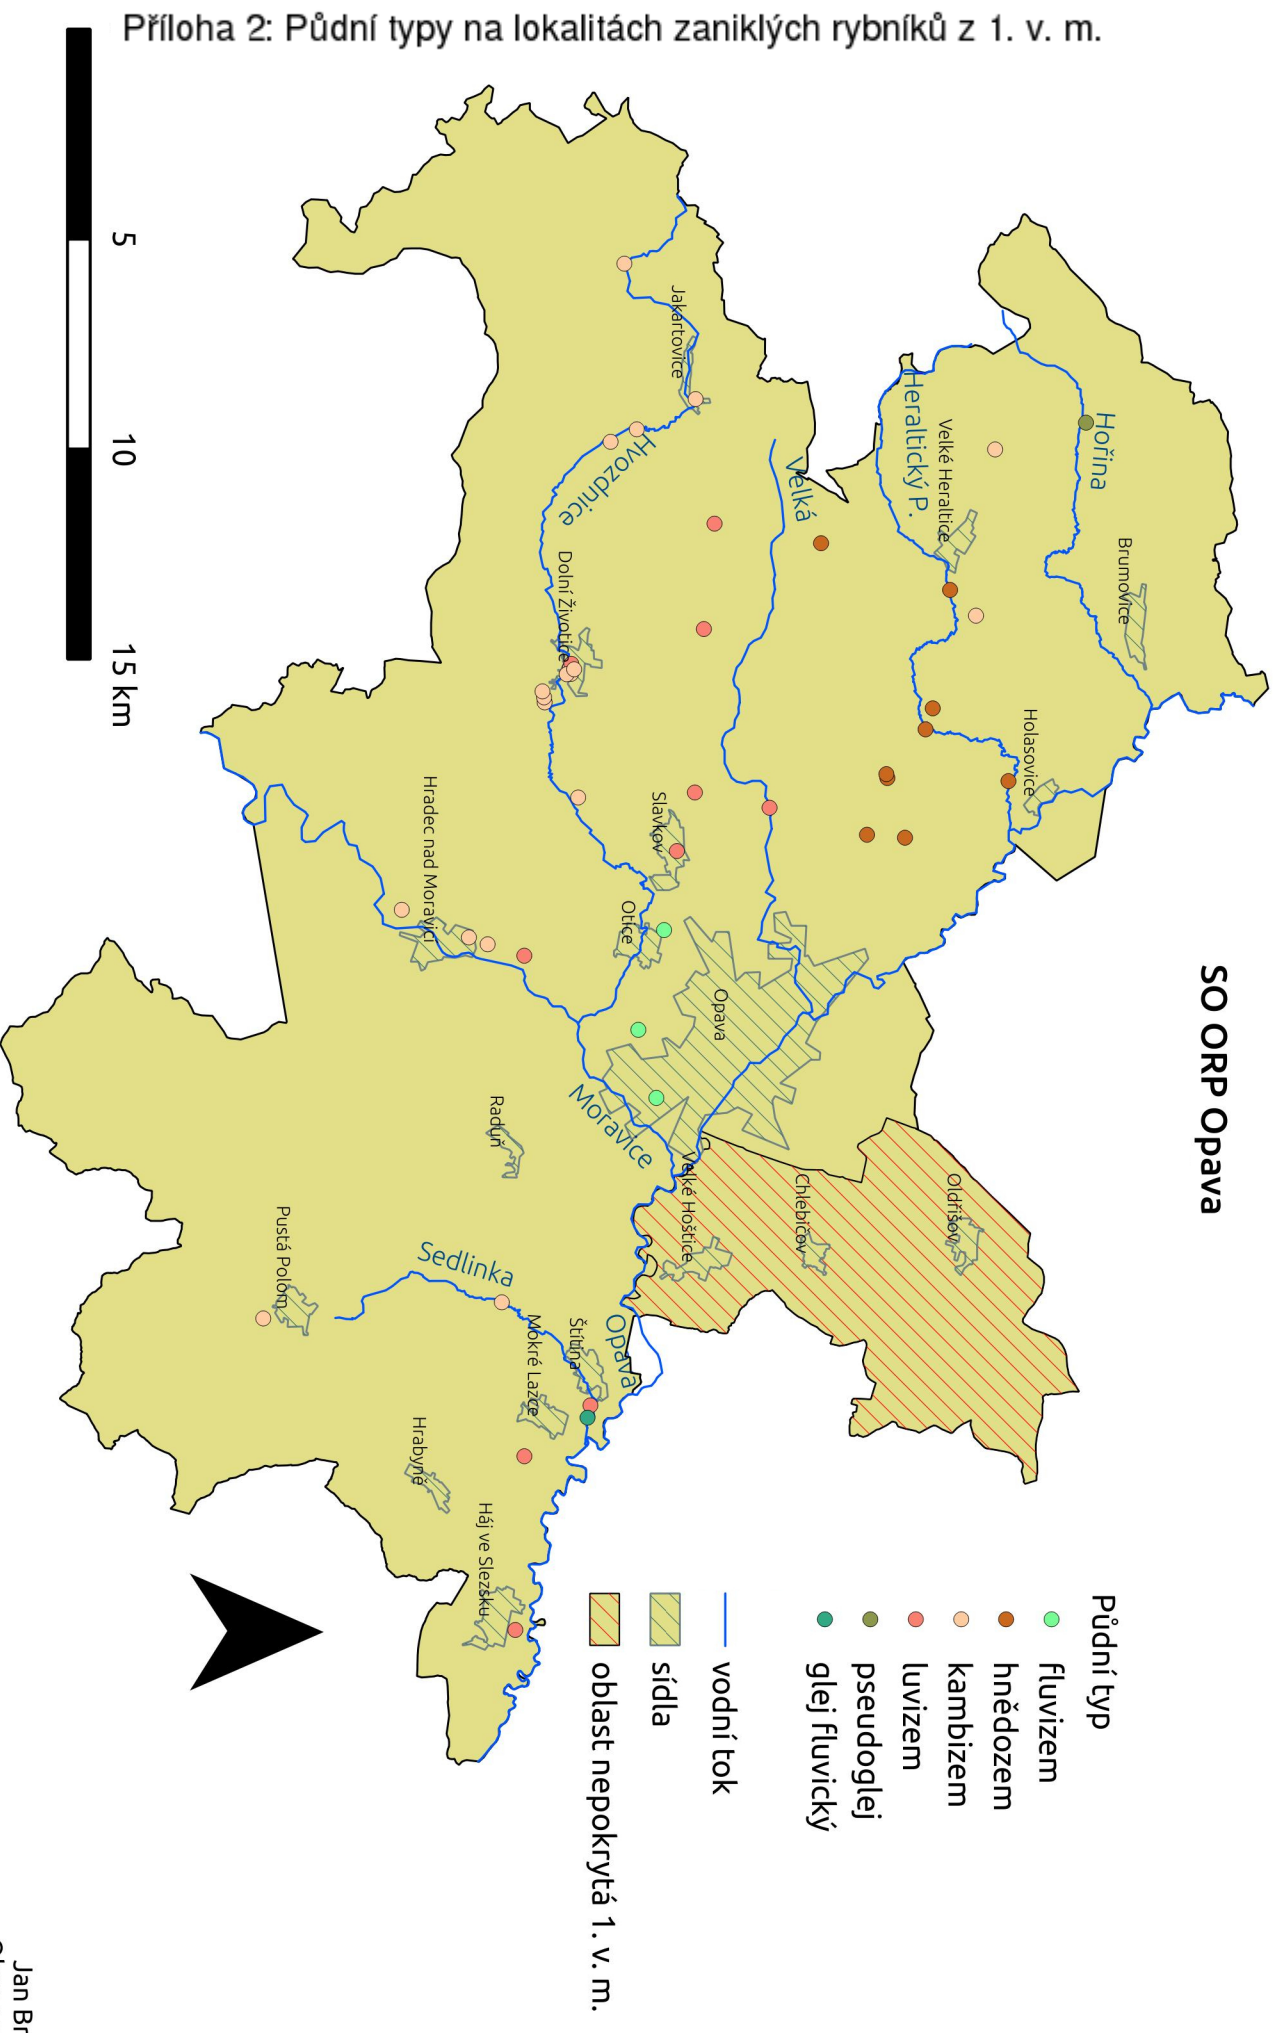 Příloha 2: Půdní typy na lokalitách zaniklých rybníků z 1. v. m.
SO ORP Opava
Hořina
Brumovice
Heraltický P.
Velké Heraltice
Holasovice
Velká
Jakartovice
Hvozdnice
Dolní Životice
Slavkov
Otice
Opava
Hradec nad Moravicí
Moravice
Raduň
Oldřišov
Chlebičov
Velké Hoštice
Pustá Polom
Sedlinka
Opava
Štítina
Mokré Lazce
Hrabyně
Háj ve Slezsku
Půdní typ
fluvizem
hnědozem
kambizem
luvizem
pseudoglej
glej fluvický
vodní tok
sídla
oblast nepokrytá 1. v. m.
5
10
15 km
Jan Br